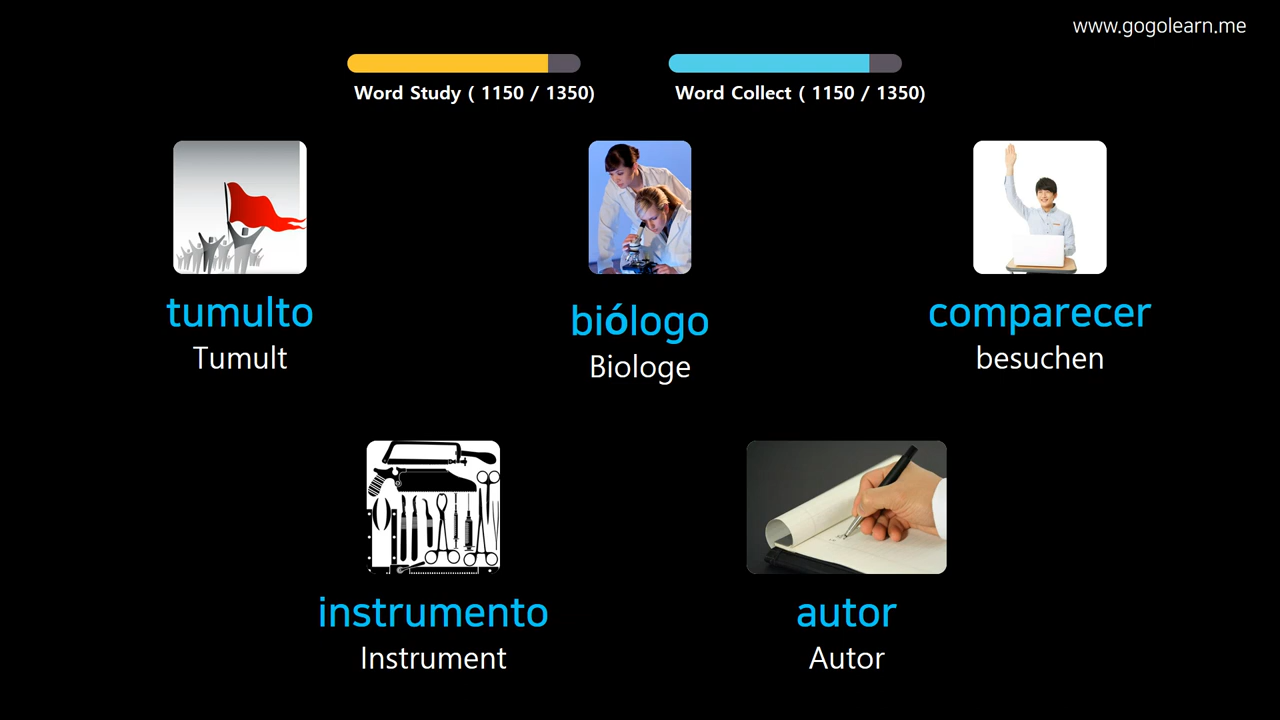 www.gogolearn.me
Word Study ( 1150 / 1350)
Word Collect ( 1150 / 1350)
tumulto
Tumult
biólogo
Biologe
comparecer
besuchen
instrumento
Instrument
autor
Autor